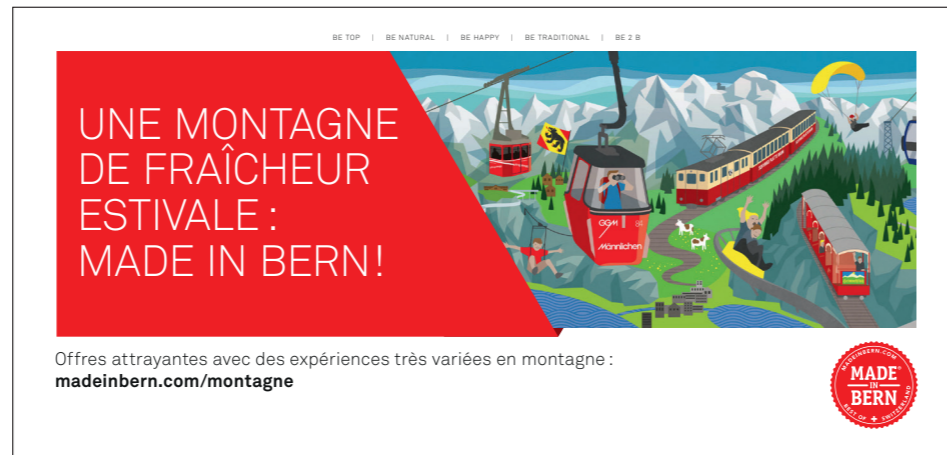 BE TOP | BE NATURAL | BE HAPPY | BE TRADITIONAL | BE 2 B
UNE MONTAGNE
DE FRAÎCHEUR
ESTIVALE :
MADE IN BERN!
GGM
Männlichen
Offres attrayantes avec des expériences très variées en montagne :
madeinbern.com/montagne
MADEINBERN.COM
MADE
IN
BERN
BEST OF + SWITZERLAND